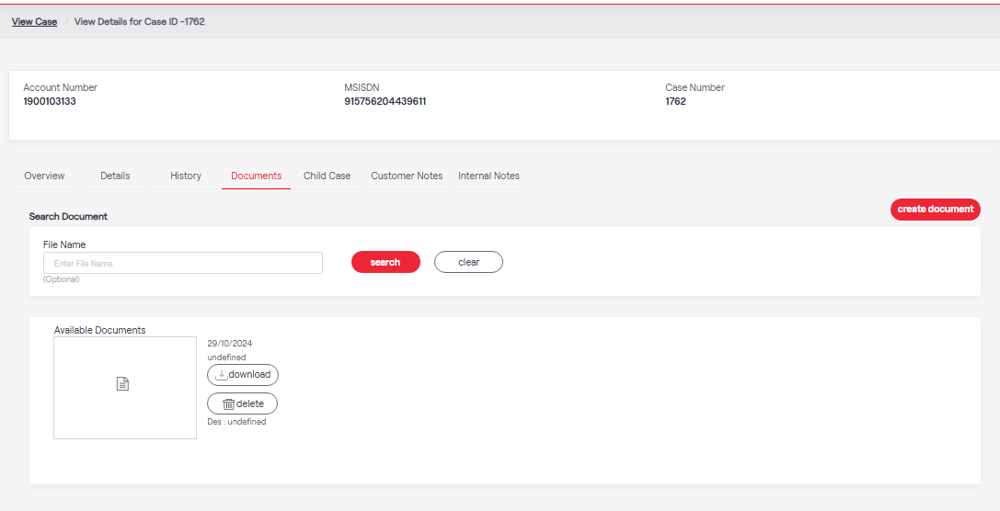 View Case / View Details for Case ID -1762
Account Number MSISDN Case Number
1900103133 915756204439611 1762
Overview Details History Documents Child Case Customer Notes Internal Notes
create document
Search Document
File Name
Enter File Name
search clear
(Optional)
Available Documents
29/10/2024
undefined
download
delete
Des : undefined